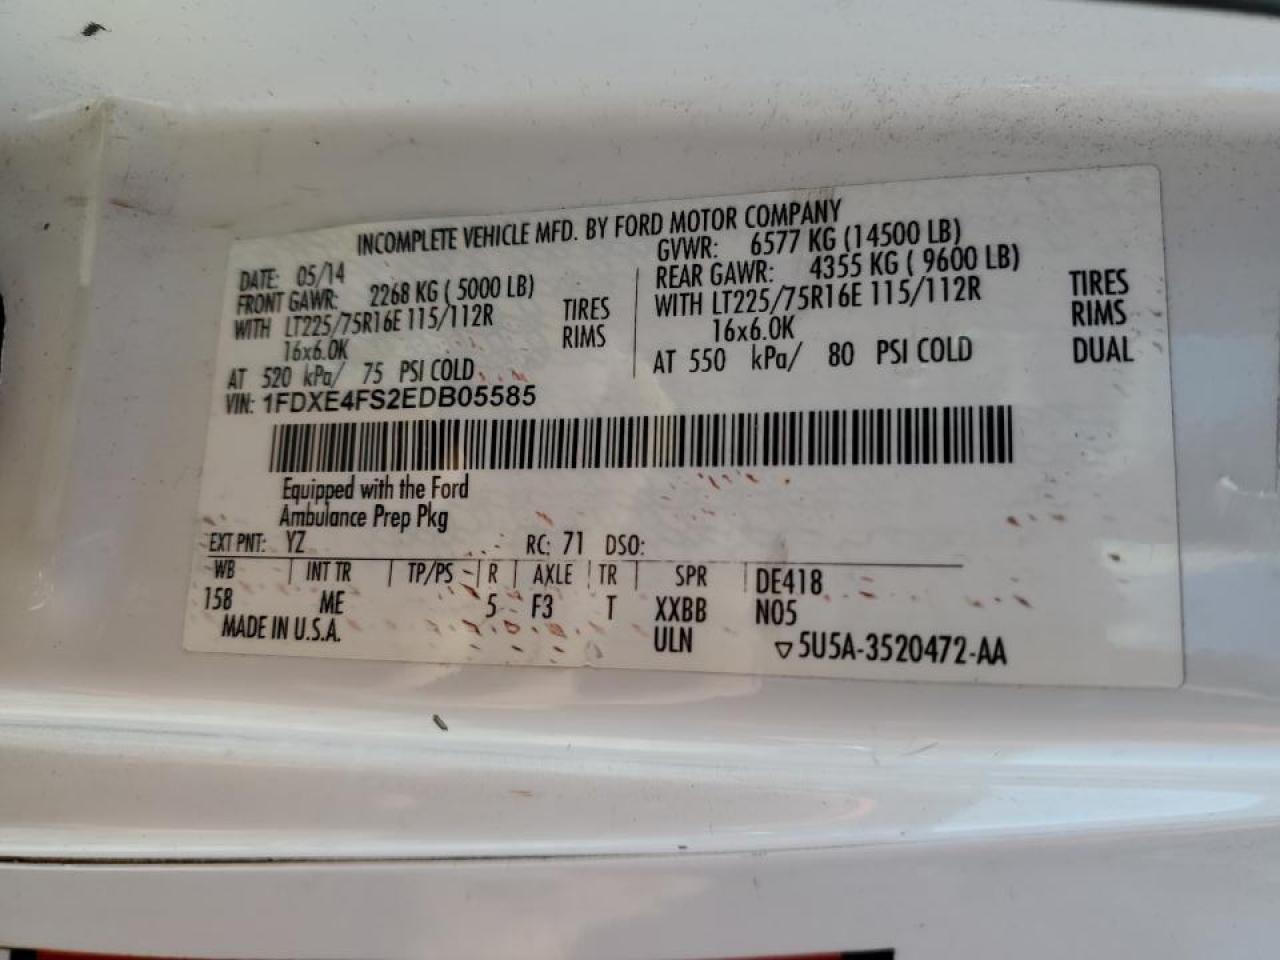 INCOMPLETE VEHICLE MFD. BY FORD MOTOR COMPANY
DATE: 05/14
FRONT GAWR: 2268 KG ( 5000 LB)
WITH LT225/75R16E 115/112R TIRES
16x6.0K RIMS
AT 520 kPa/ 75 PSI COLD
GVWR: 6577 KG (14500 LB)
REAR GAWR: 4355 KG ( 9600 LB)
WITH LT225/75R16E 115/112R TIRES
16x6.0K RIMS
AT 550 kPa/ 80 PSI COLD DUAL
VIN: 1FDXE4FS2EDB05585
Equipped with the Ford
Ambulance Prep Pkg
EXT PNT: YZ RC: 71 DSO:
WB INT TR TP/PS R AXLE TR SPR DE418
158 ME 5 F3 T XXBB N05
MADE IN U.S.A. ULN 5U5A-3520472-AA